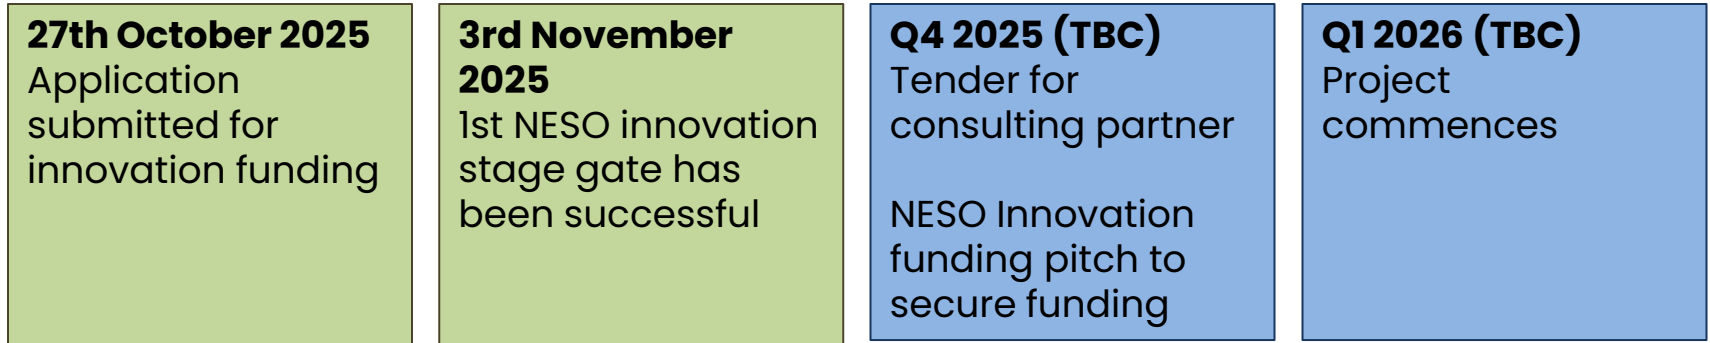 27th October 2025
Application
submitted for
innovation funding
3rd November
2025
1st NESO innovation
stage gate has
been successful
Q4 2025 (TBC)
Tender for
consulting partner
NESO Innovation
funding pitch to
secure funding
Q1 2026 (TBC)
Project
commences